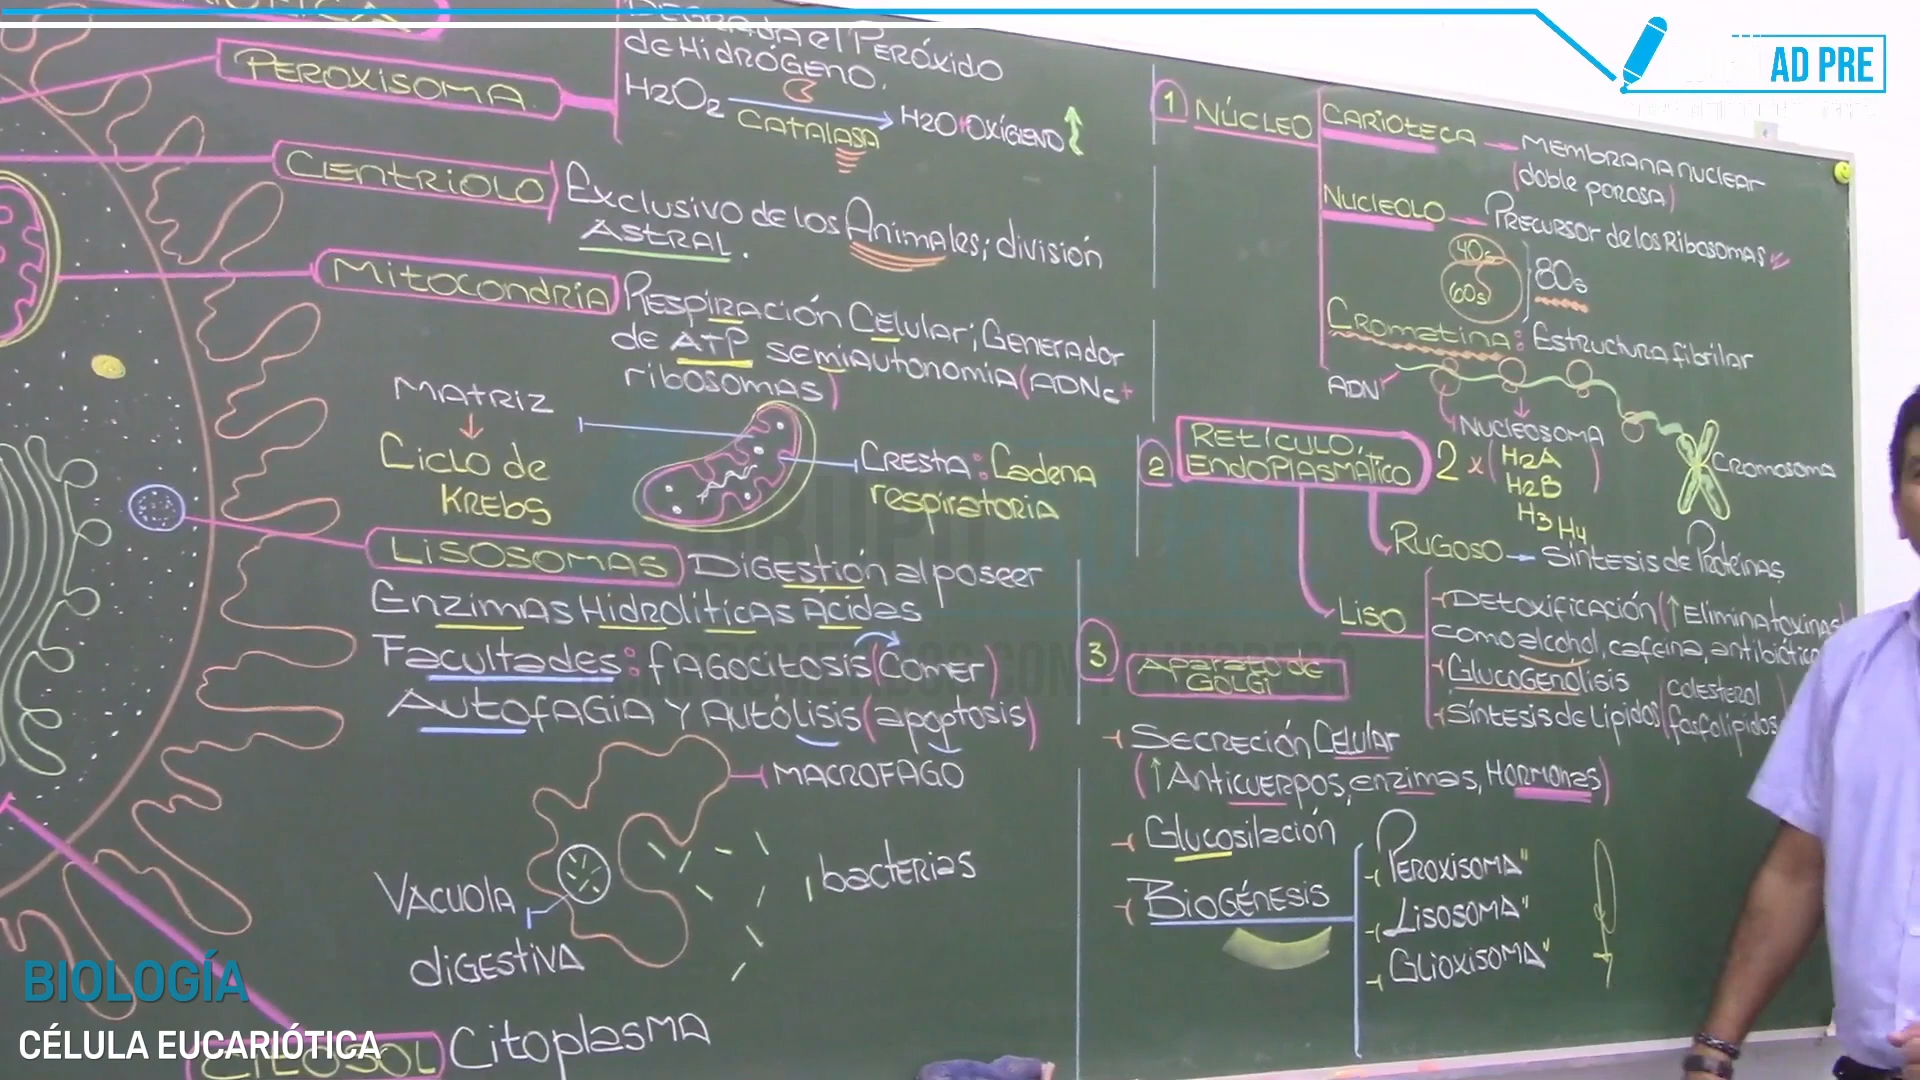 PEROXISOMA
DEGRADA el PERÓXIDO
de HIDRÓGENO.
H2O2
CATALASA
H2O+OXÍGENO
CENTRIOLO
EXCLUSIVO de los Animales; división
ASTRAL.
MITOCONDRIA
RESPIRACIÓN CELULAR; GENERADOR
de ATP SEMIAUTONOMIA (ADNc+
ribosomas)
MATRIZ
CICLO de
KREBS
CRESTA: Cadena
respiratoria
LISOSOMAS
DIGESTIÓN al poseer
ENZIMAS HIDROLÍTICAS ÁCIDAS
Facultades: FAGOCITOSIS (COMER)
AUTOFAGIA Y AUTÓLISIS (apoptosis)
MACROFAGO
VACUOLA
DIGESTIVA
bacterias
CITOSOL
Citoplasma
1 NÚCLEO
CARIOTECA
MEMBRANA NUCLEAR
(doble porosa)
NUCLEOLO
PRECURSOR de los Ribosomas
40s
60s
80s
Cromatina: Estructura fibrilar
ADN
NUCLEOSOMA
2 x (H2A
H2B
H3 H4)
CROMOSOMA
2 RETÍCULO
ENDOPLASMÁTICO
RUGOSO
SÍNTESIS de PROTEÍNAS
LISO
DETOXIFICACIÓN (↑ ELIMINA toxinas
como alcohol, cafeína, antibiótico
GLUCOGENÓLISIS
SÍNTESIS de Lípidos (colesterol
fosfolípidos
3 APARATO de
GOLGI
SECRECIÓN CELULAR
(↑ Anticuerpos, enzimas, HORMONAS)
GLUCOSILACIÓN
BIOGÉNESIS
PEROXISOMA"
LISOSOMA"
GLIOXISOMA"
AD PRE
BIOLOGÍA
CÉLULA EUCARIÓTICA